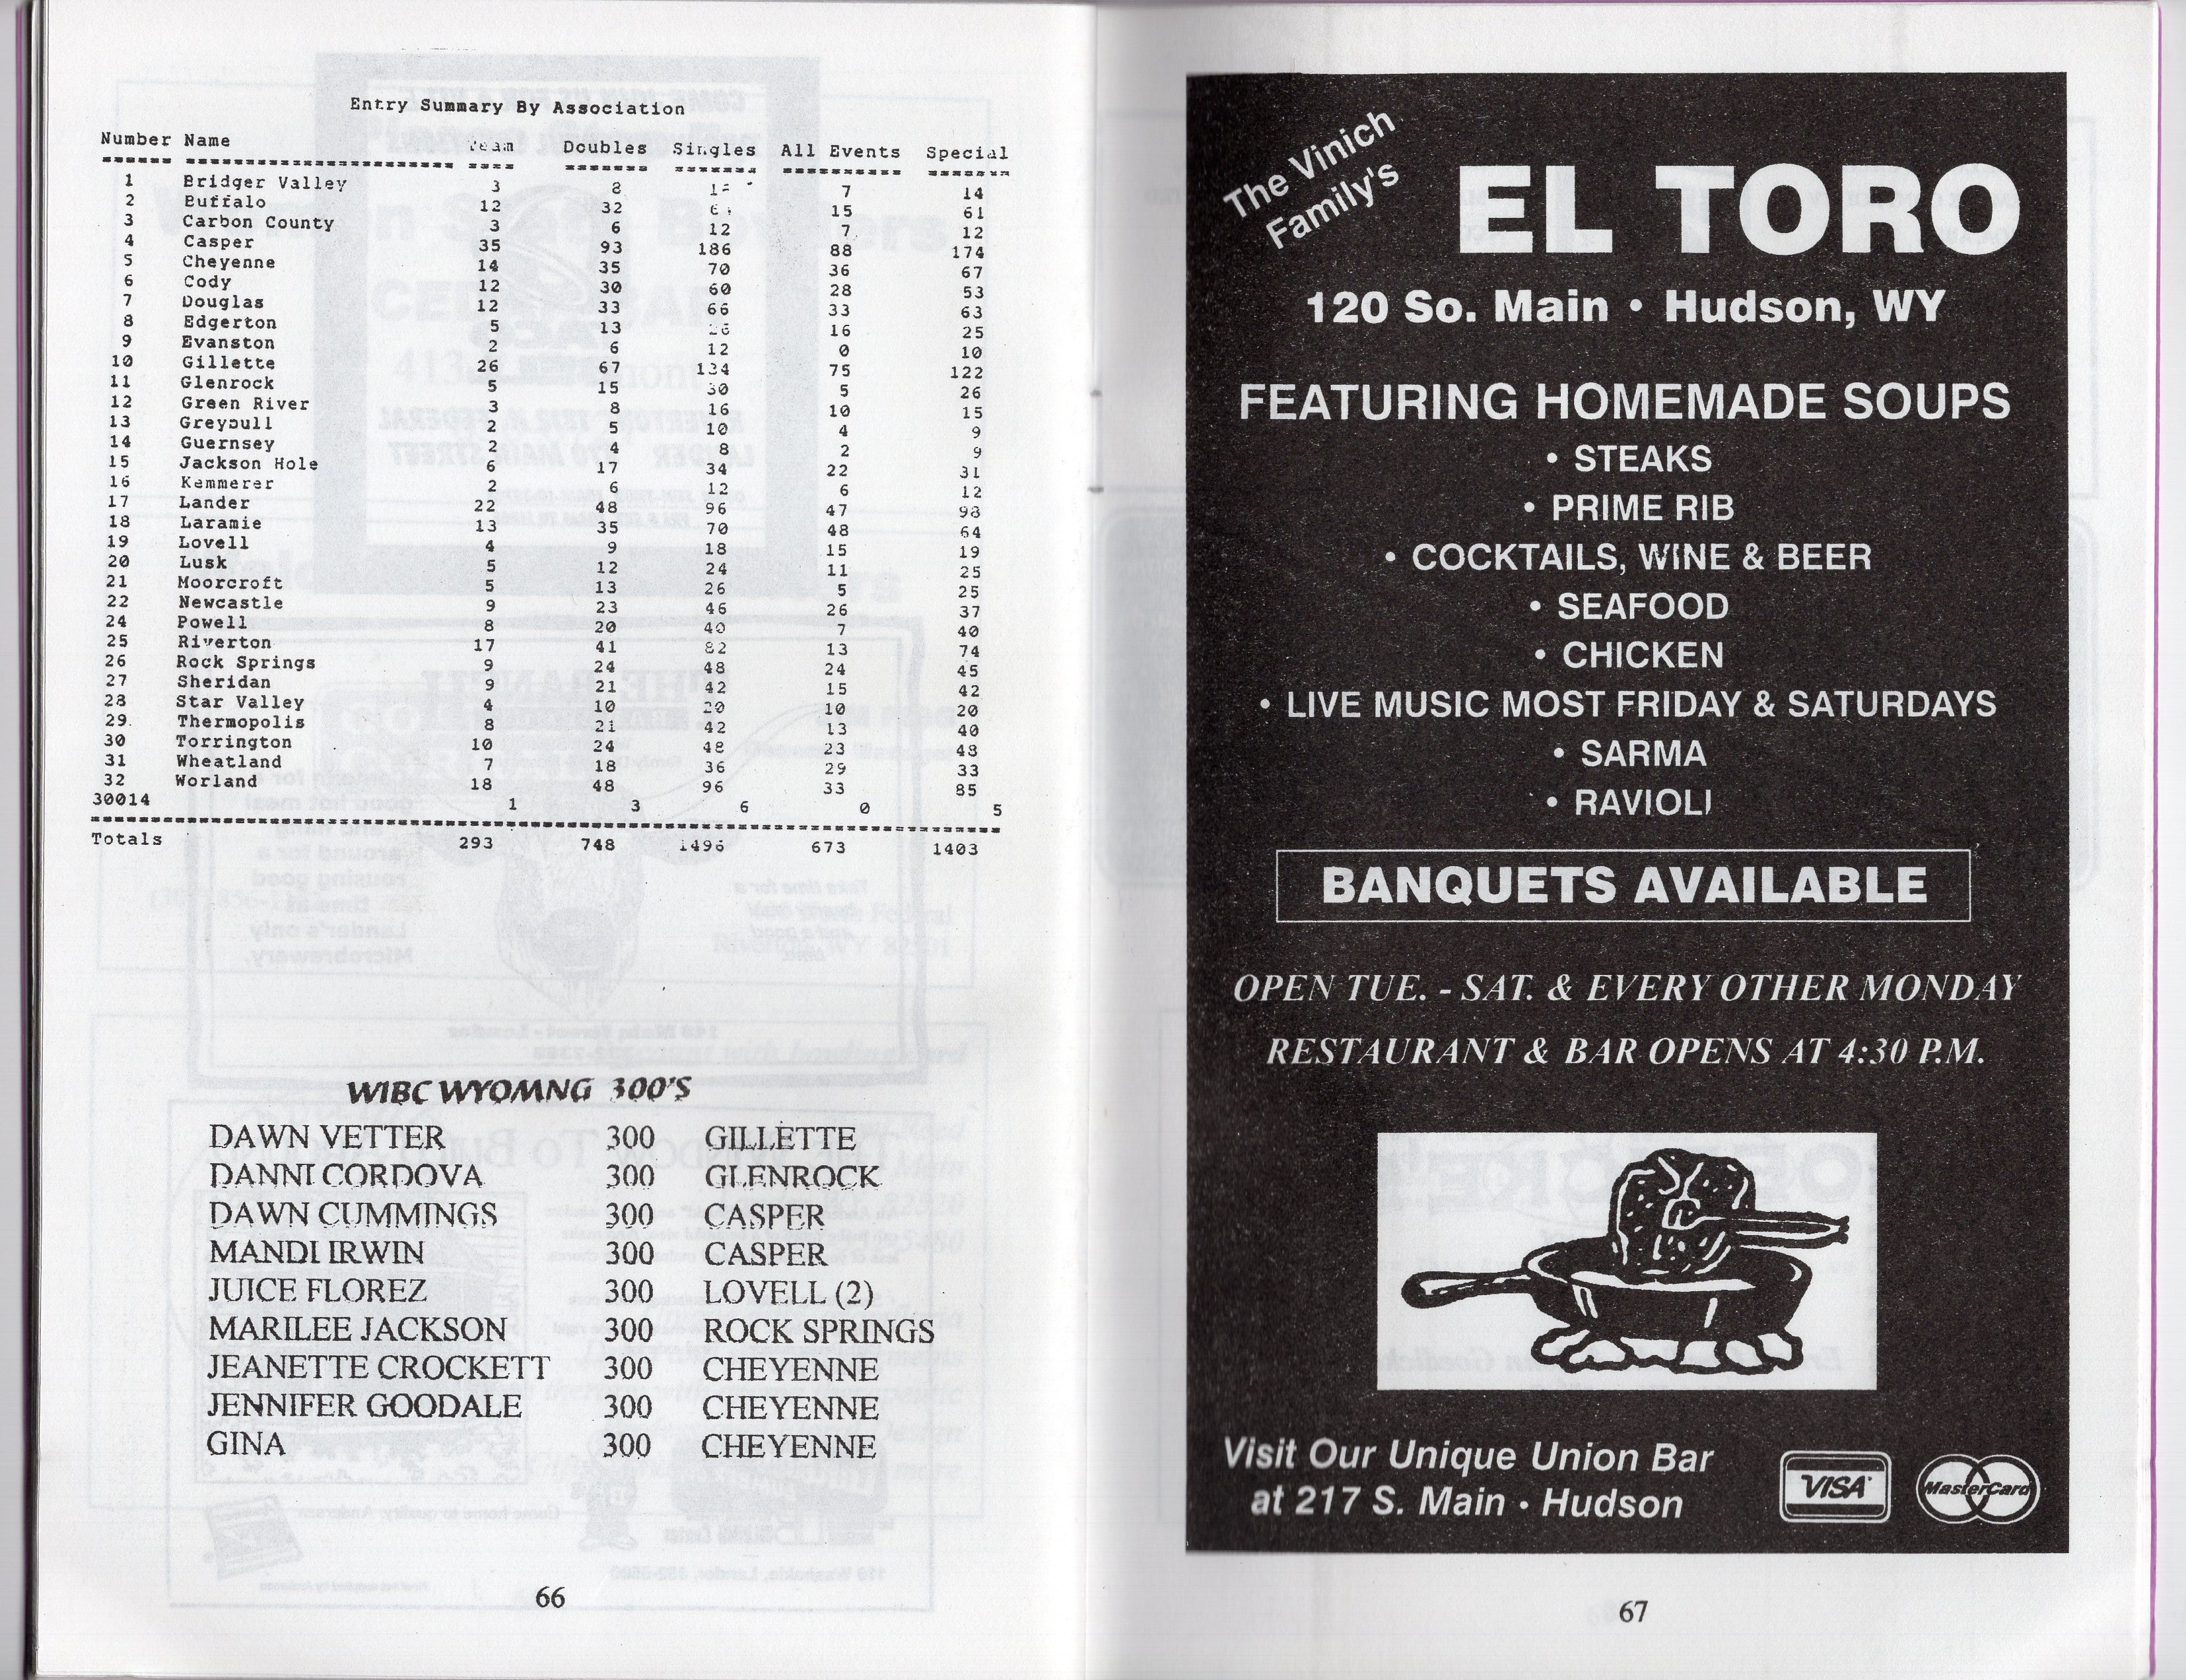 Entry Summary By Association
Number Name Team Doubles Singles All Events Special
1 Bridger Valley 3 8 7 14
2 Buffalo 12 32 15 61
3 Carbon County 3 6 12 7 12
4 Casper 35 93 186 88 174
5 Cheyenne 14 35 70 36 67
6 Cody 12 30 60 28 53
7 Douglas 12 33 66 33 63
8 Edgerton 5 13 26 16 25
9 Evanston 2 6 12 0 10
10 Gillette 26 67 134 75 122
11 Glenrock 5 15 30 5 26
12 Green River 3 8 16 10 15
13 Greybull 2 5 10 4 9
14 Guernsey 2 4 8 2 9
15 Jackson Hole 6 17 34 22 31
16 Kemmerer 2 6 12 6 12
17 Lander 22 48 96 47 98
18 Laramie 13 35 70 48 64
19 Lovell 4 9 18 15 19
20 Lusk 5 12 24 11 25
21 Moorcroft 5 13 26 5 25
22 Newcastle 9 23 46 26 37
24 Powell 8 20 40 7 40
25 Riverton 17 41 82 13 74
26 Rock Springs 9 24 48 24 45
27 Sheridan 9 21 42 15 42
28 Star Valley 4 10 20 10 20
29 Thermopolis 8 21 42 13 40
30 Torrington 10 24 48 23 48
31 Wheatland 7 18 36 29 33
32 Worland 18 48 96 33 85
30014 1 3 6 0 5
Totals 293 748 1496 673 1403
WIBC WYOMNG 300'S
DAWN VETTER 300 GILLETTE
DANNI CORDOVA 300 GLENROCK
DAWN CUMMINGS 300 CASPER
MANDI IRWIN 300 CASPER
JUICE FLOREZ 300 LOVELL (2)
MARILEE JACKSON 300 ROCK SPRINGS
JEANETTE CROCKETT 300 CHEYENNE
JENNIFER GOODALE 300 CHEYENNE
GINA 300 CHEYENNE
66
The Vinich
Family's
EL TORO
120 So. Main • Hudson, WY
FEATURING HOMEMADE SOUPS
• STEAKS
• PRIME RIB
• COCKTAILS, WINE & BEER
• SEAFOOD
• CHICKEN
• LIVE MUSIC MOST FRIDAY & SATURDAYS
• SARMA
• RAVIOLI
BANQUETS AVAILABLE
OPEN TUE. - SAT. & EVERY OTHER MONDAY
RESTAURANT & BAR OPENS AT 4:30 P.M.
Visit Our Unique Union Bar
at 217 S. Main • Hudson
VISA
MasterCard
67